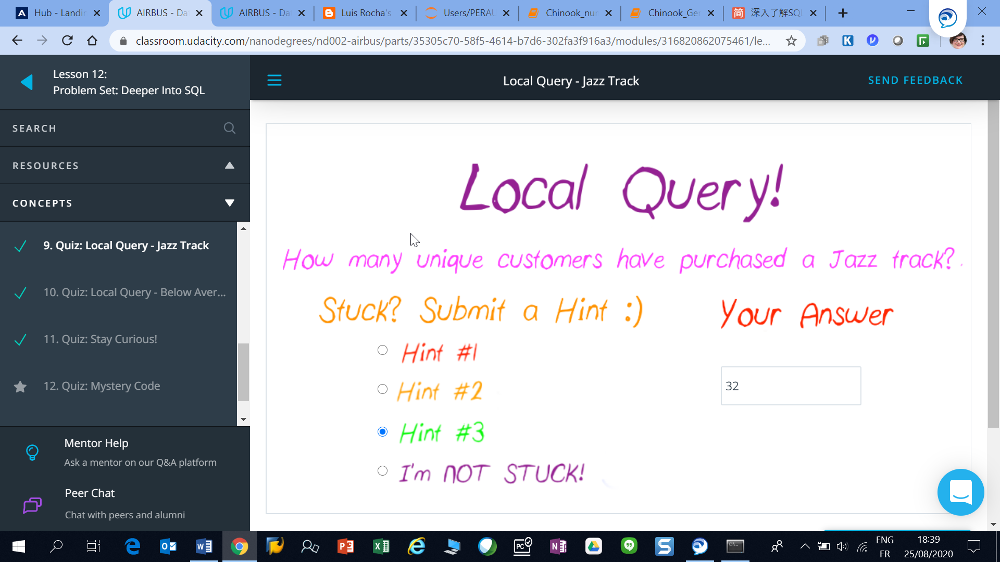 Hub - Landin
AIRBUS - Da
AIRBUS - Da
Luis Rocha's
Users/PERAU
Chinook_nun
Chinook_Ger
简 深入了解SQL
classroom.udacity.com/nanodegrees/nd002-airbus/parts/35305c70-58f5-4614-b7d6-302fa3f916a3/modules/316820862075461/le...
Lesson 12:
Problem Set: Deeper Into SQL
Local Query - Jazz Track
SEND FEEDBACK
SEARCH
RESOURCES
CONCEPTS
9. Quiz: Local Query - Jazz Track
10. Quiz: Local Query - Below Aver...
11. Quiz: Stay Curious!
12. Quiz: Mystery Code
Mentor Help
Ask a mentor on our Q&A platform
Peer Chat
Chat with peers and alumni
Local Query!
How many unique customers have purchased a Jazz track?.
Stuck? Submit a Hint :)
Your Answer
Hint #1
Hint #2
Hint #3
I'm NOT STUCK!
32
ENG
FR
18:39
25/08/2020